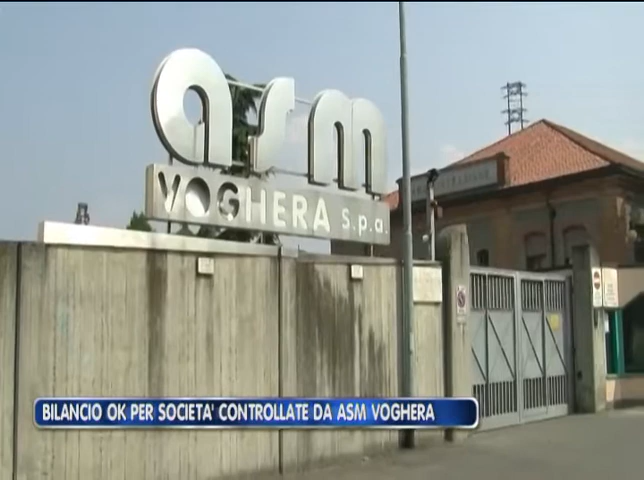 asm
VOGHERA S.p.a.
BILANCIO OK PER SOCIETA' CONTROLLATE DA ASM VOGHERA